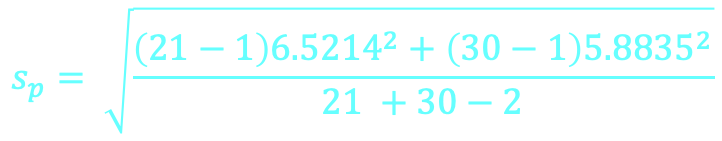 s_p = √(((21 − 1)6.5214² + (30 − 1)5.8835²) / (21 + 30 − 2))